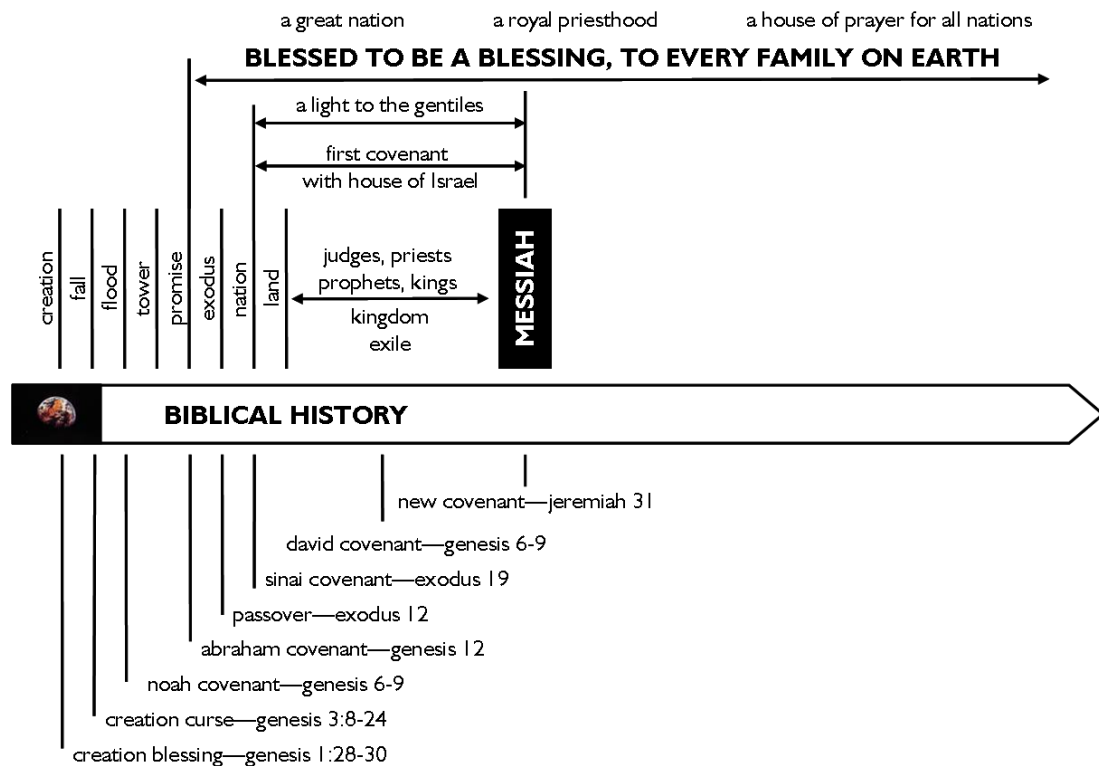 a great nation a royal priesthood a house of prayer for all nations
BLESSED TO BE A BLESSING, TO EVERY FAMILY ON EARTH
a light to the gentiles
first covenant
with house of Israel
creation
fall
flood
tower
promise
exodus
nation
land
judges, priests
prophets, kings
kingdom
exile
MESSIAH
BIBLICAL HISTORY
new covenant—jeremiah 31
david covenant—genesis 6-9
sinai covenant—exodus 19
passover—exodus 12
abraham covenant—genesis 12
noah covenant—genesis 6-9
creation curse—genesis 3:8-24
creation blessing—genesis 1:28-30